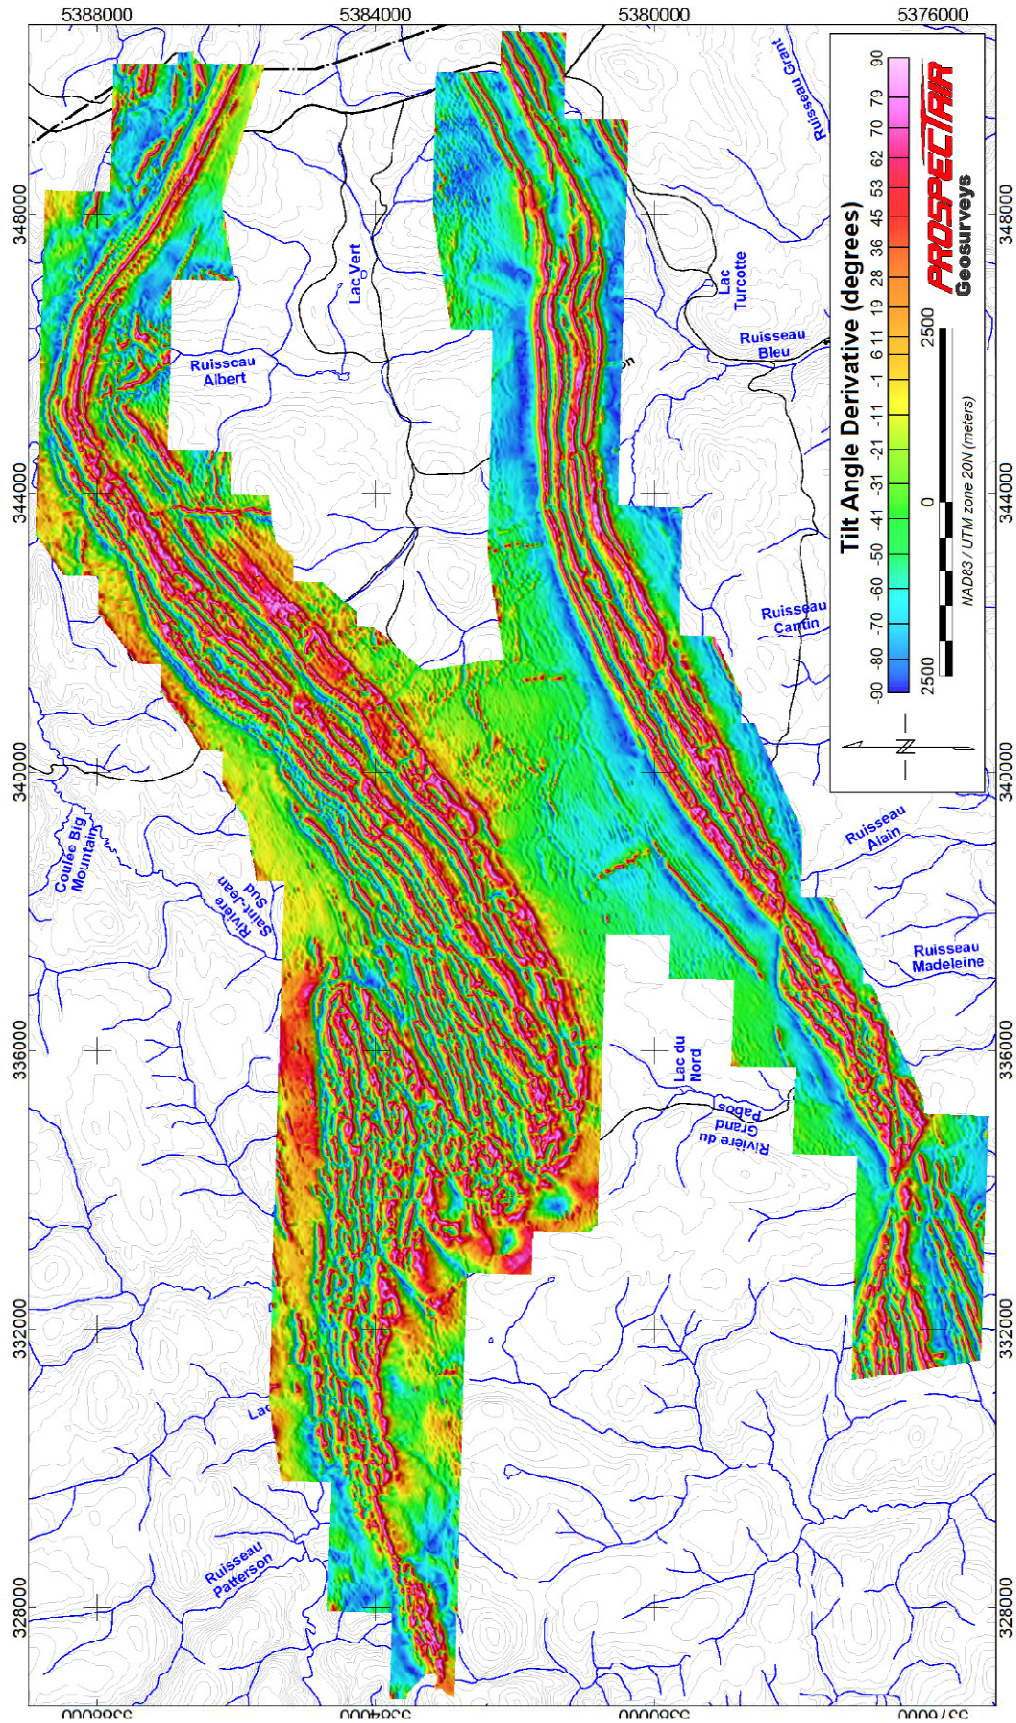 5388000
5384000
5380000
5376000
348000
344000
340000
336000
332000
328000
348000
344000
340000
336000
332000
328000
Ruisseau Grant
Lac Vert
Lac
Turcotte
Ruisseau
Bleu
Ruisseau
Albert
Ruisseau
Cantin
Coulée Big
Mountain
Rivière
Saint-Jean
Sud
Ruisseau
Alain
Ruisseau
Madeleine
Lac du
Nord
Rivière du
Grand
Pabos
Lac
Ruisseau
Patterson
on
Tilt Angle Derivative (degrees)
90
79
70
62
53
45
36
28
19
11
6
-1
-11
-21
-31
-41
-50
-60
-70
-80
-90
2500
0
2500
NAD83 / UTM zone 20N (meters)
N
PROSPECTAIR
Geosurveys